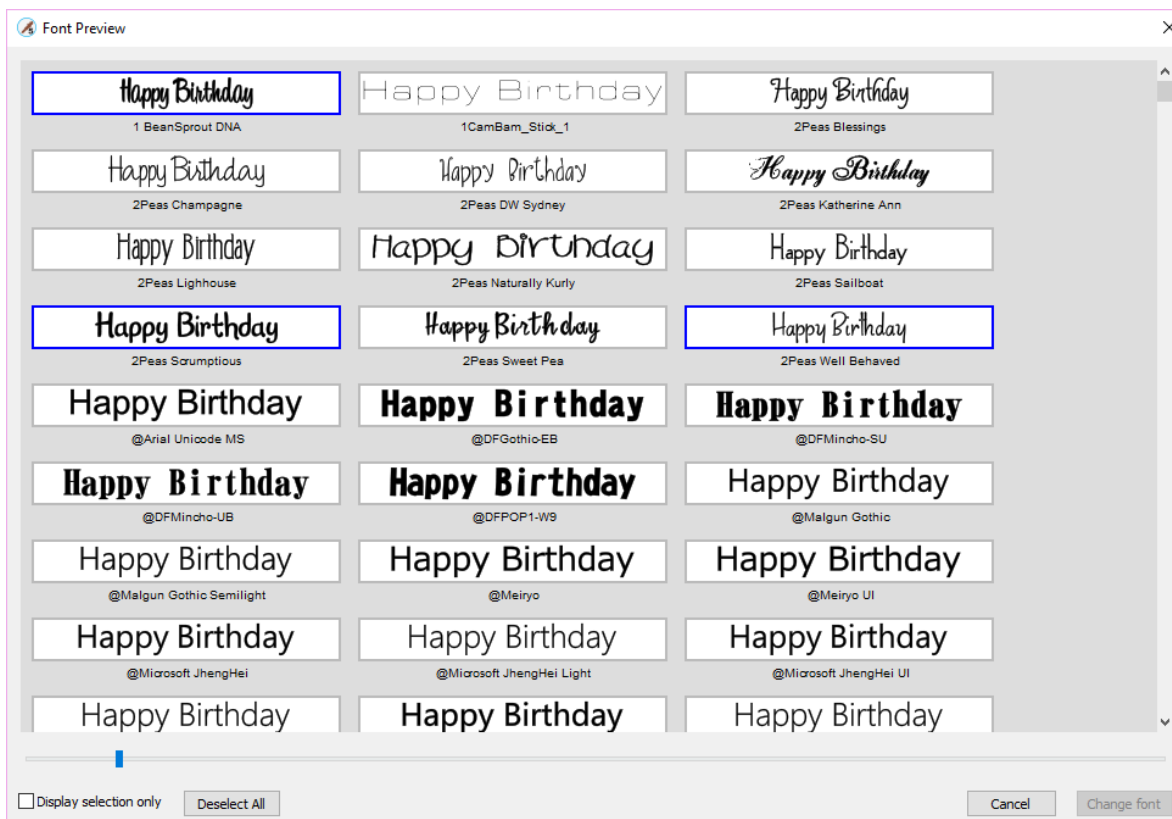 Font Preview
Happy Birthday Happy Birthday Happy Birthday
1 BeanSprout DNA 1CamBam_Stick_1 2Peas Blessings
Happy Birthday Happy Birthday Happy Birthday
2Peas Champagne 2Peas DW Sydney 2Peas Katherine Ann
Happy Birthday Happy Birthday Happy Birthday
2Peas Lighhouse 2Peas Naturally Kurly 2Peas Sailboat
Happy Birthday Happy Birthday Happy Birthday
2Peas Scrumptious 2Peas Sweet Pea 2Peas Well Behaved
Happy Birthday Happy Birthday Happy Birthday
@Arial Unicode MS @DFGothic-EB @DFMincho-SU
Happy Birthday Happy Birthday Happy Birthday
@DFMincho-UB @DFPOP1-W9 @Malgun Gothic
Happy Birthday Happy Birthday Happy Birthday
@Malgun Gothic Semilight @Meiryo @Meiryo UI
Happy Birthday Happy Birthday Happy Birthday
@Microsoft JhengHei @Microsoft JhengHei Light @Microsoft JhengHei UI
Happy Birthday Happy Birthday Happy Birthday
Display selection only Deselect All Cancel Change font